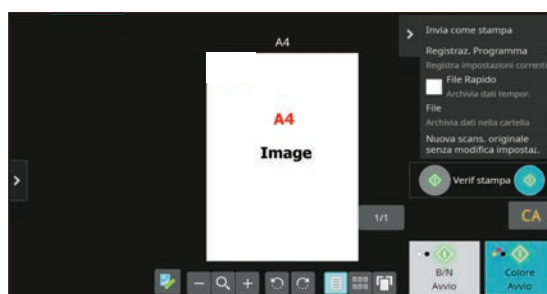 A4
A4
Image
1/1
Invia come stampa
Registraz. Programma
Registra impostazioni correnti
File Rapido
Archivia dati tempor.
File
Archivia dati nella cartella
Nuova scans. originale
senza modifica impostaz.
Verif stampa
CA
B/N
Avvio
Colore
Avvio